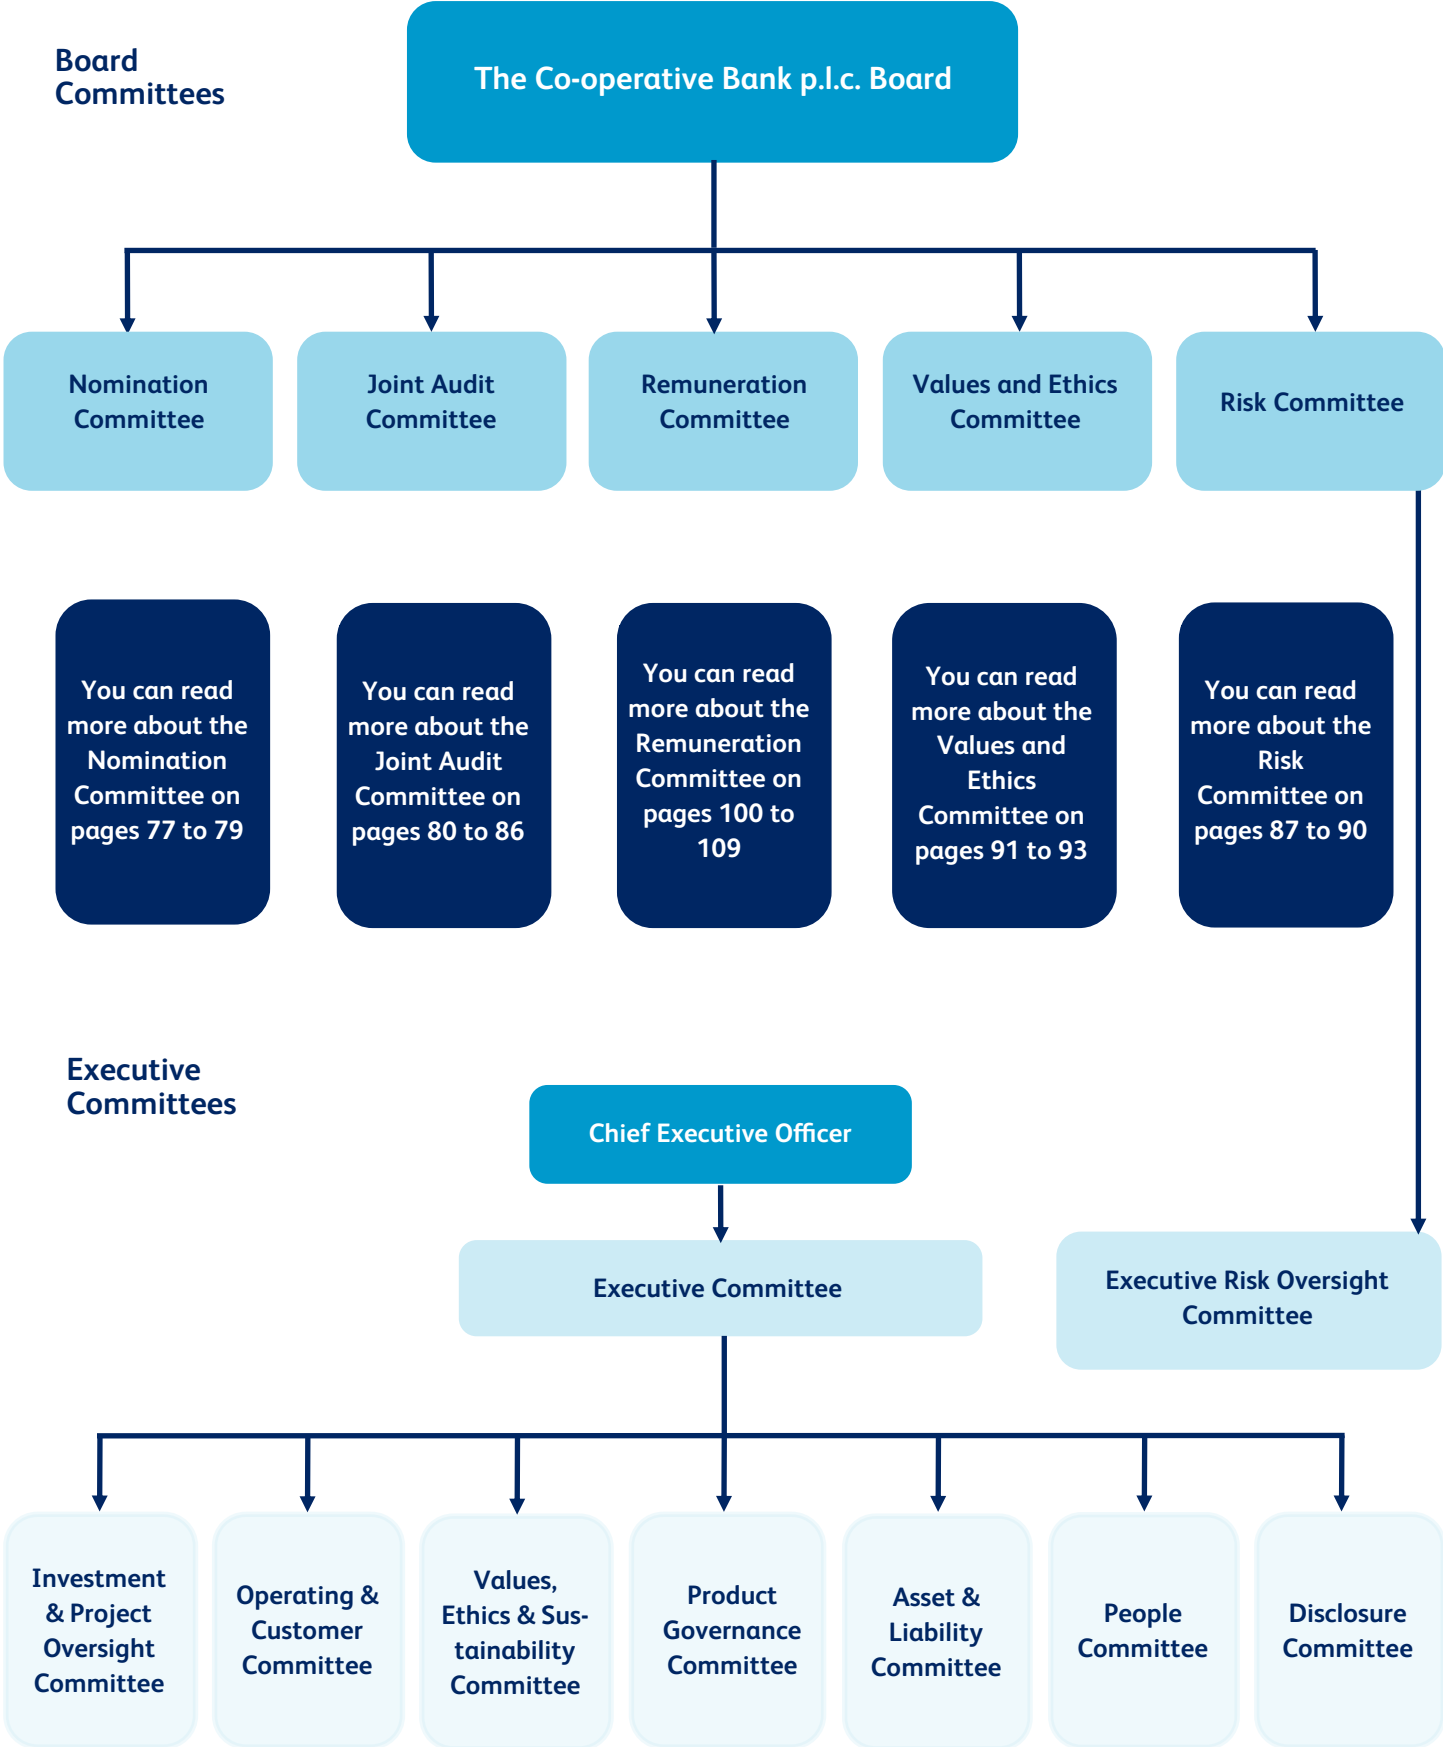 Board
Committees
The Co-operative Bank p.l.c. Board
Nomination
Committee
Joint Audit
Committee
Remuneration
Committee
Values and Ethics
Committee
Risk Committee
You can read
more about the
Nomination
Committee on
pages 77 to 79
You can read
more about the
Joint Audit
Committee on
pages 80 to 86
You can read
more about the
Remuneration
Committee on
pages 100 to
109
You can read
more about the
Values and
Ethics
Committee on
pages 91 to 93
You can read
more about the
Risk
Committee on
pages 87 to 90
Executive
Committees
Chief Executive Officer
Executive Committee
Executive Risk Oversight
Committee
Investment
& Project
Oversight
Committee
Operating &
Customer
Committee
Values,
Ethics & Sus-
tainability
Committee
Product
Governance
Committee
Asset &
Liability
Committee
People
Committee
Disclosure
Committee